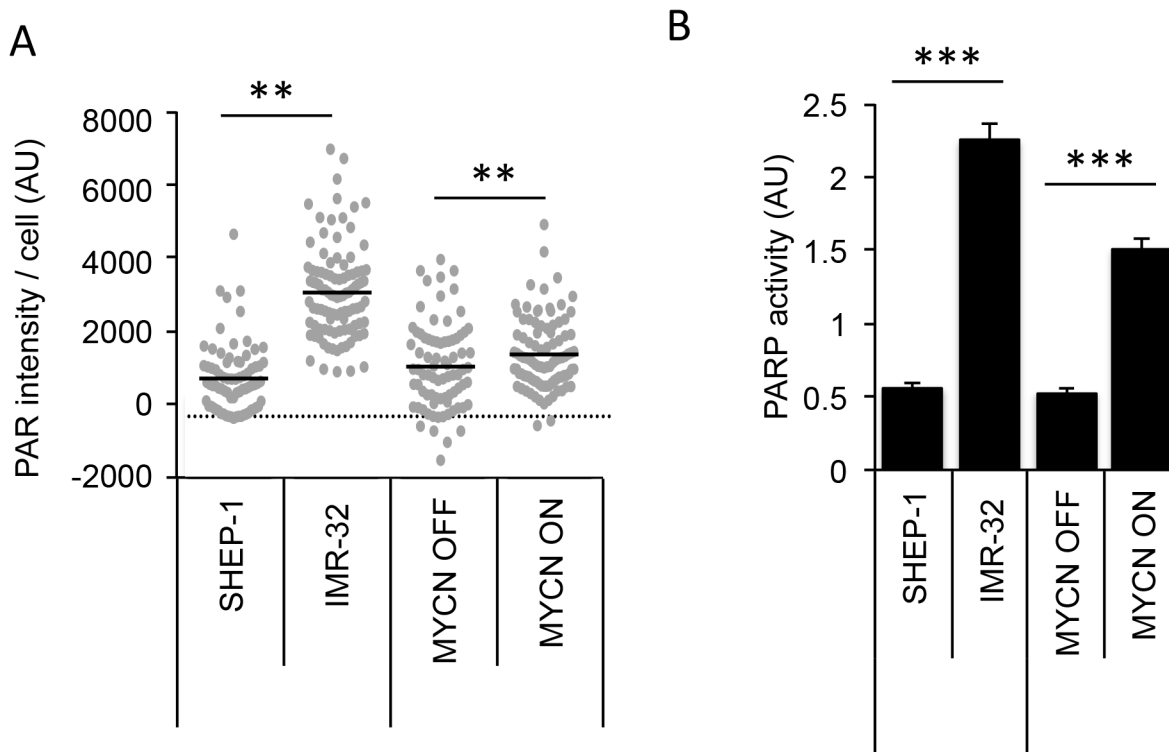 A
PAR intensity / cell (AU)
8000
6000
4000
2000
0
-2000
**
**
SHEP-1
IMR-32
MYCN OFF
MYCN ON
B
PARP activity (AU)
2.5
2
1.5
1
0.5
0
***
***
SHEP-1
IMR-32
MYCN OFF
MYCN ON